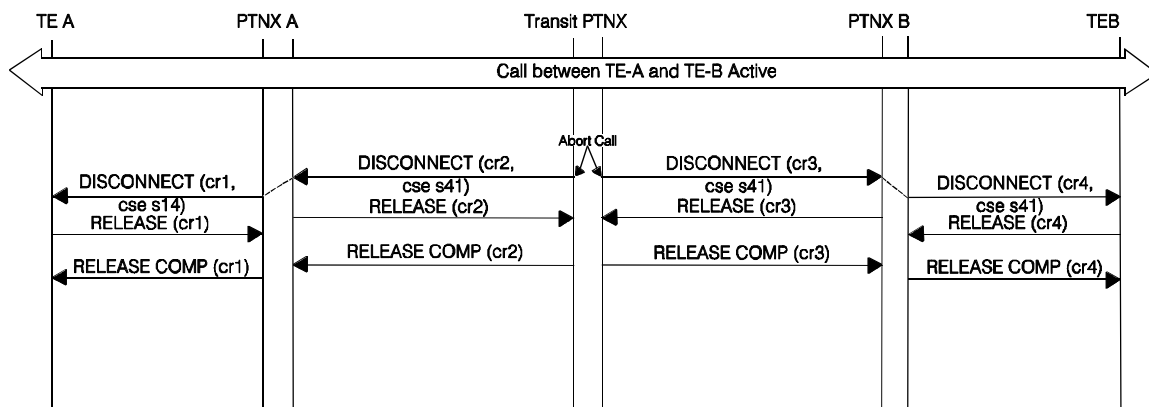 TE A PTNX A Transit PTNX PTNX B TEB
Call between TE-A and TE-B Active
Abort Call
DISCONNECT (cr2,
cse s41)
DISCONNECT (cr3,
cse s41)
DISCONNECT (cr1,
cse s14)
DISCONNECT (cr4,
cse s41)
RELEASE (cr2)
RELEASE (cr3)
RELEASE (cr1)
RELEASE (cr4)
RELEASE COMP (cr2)
RELEASE COMP (cr3)
RELEASE COMP (cr1)
RELEASE COMP (cr4)